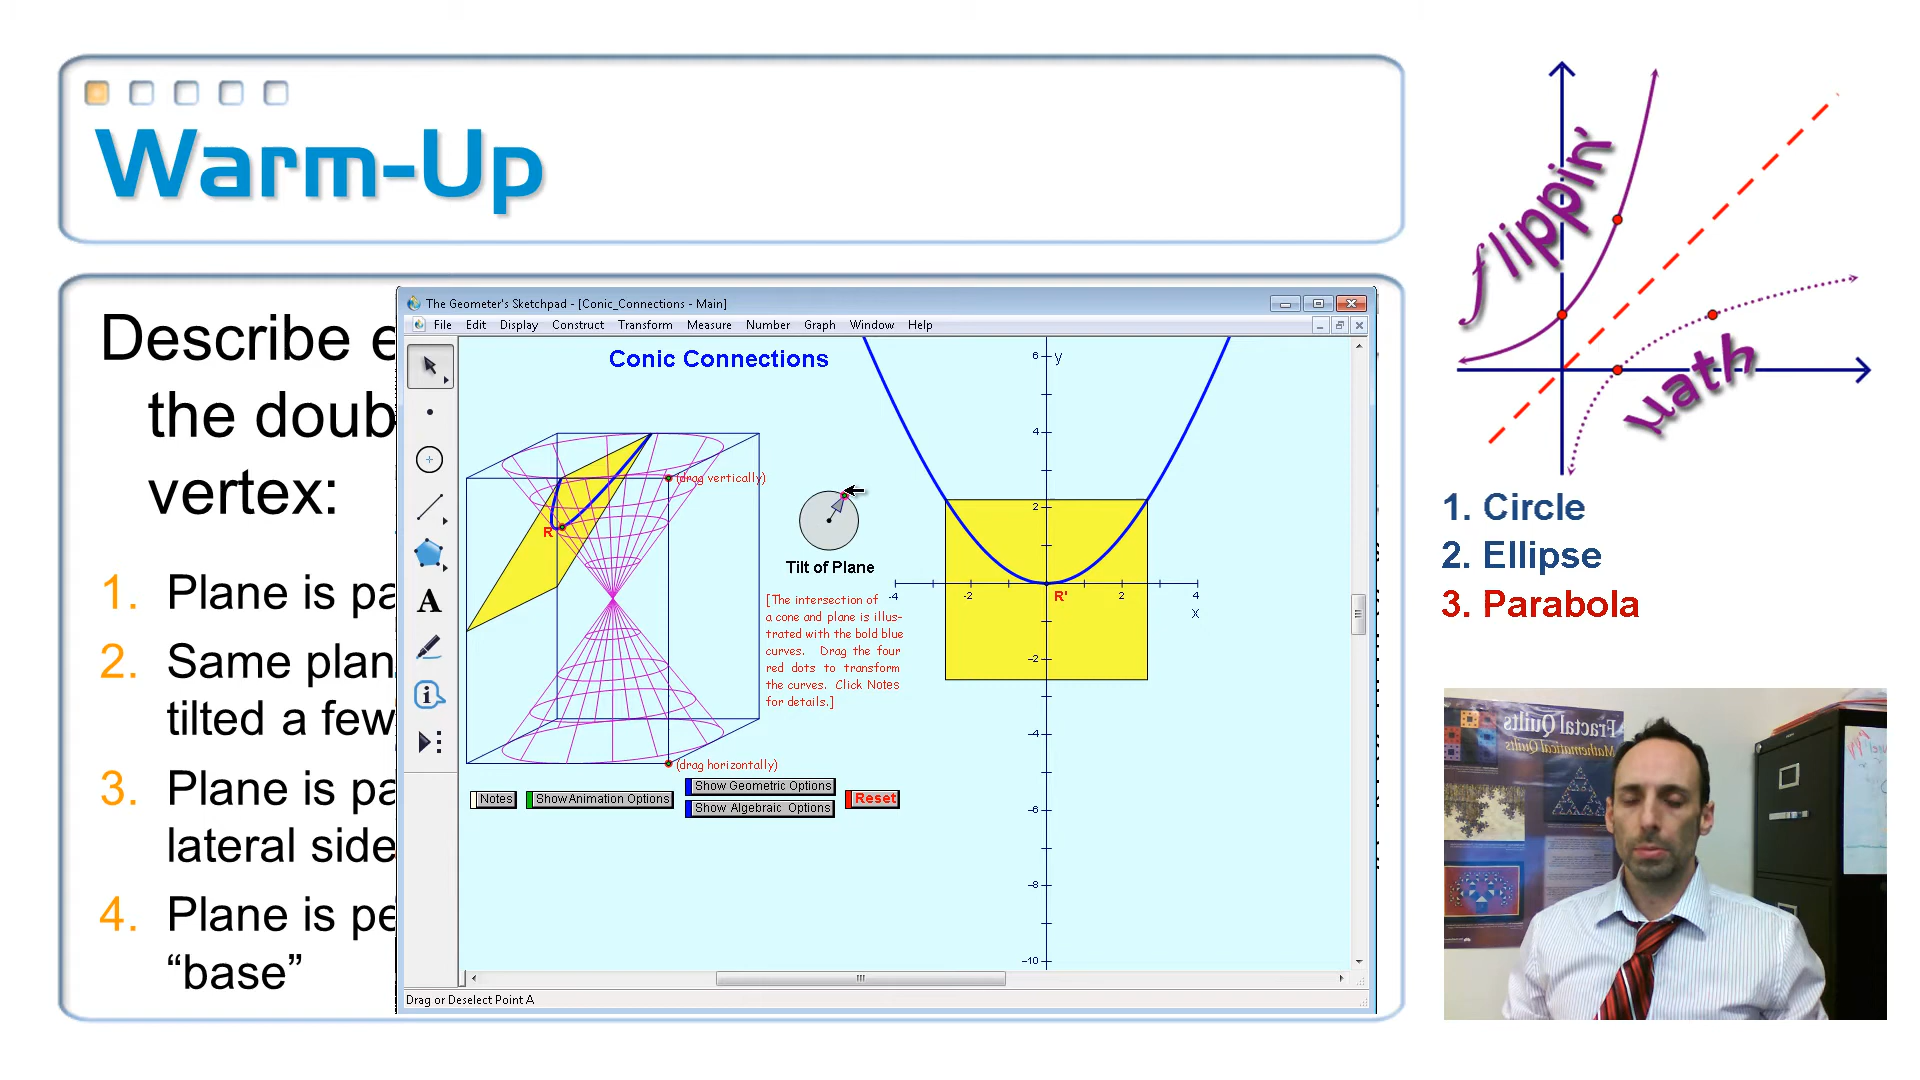 Warm-Up
Describe e
the doub
vertex:
1. Plane is pa
2. Same plan
tilted a few
3. Plane is pa
lateral side
4. Plane is pe
“base”
The Geometer's Sketchpad - [Conic_Connections - Main]
File Edit Display Construct Transform Measure Number Graph Window Help
Conic Connections
(drag vertically)
R
Tilt of Plane
[The intersection of
a cone and plane is illus-
trated with the bold blue
curves. Drag the four
red dots to transform
the curves. Click Notes
for details.]
(drag horizontally)
Notes
Show Animation Options
Show Geometric Options
Show Algebraic Options
Reset
A
i
6
y
4
2
-4
-2
R'
2
4
x
-2
-4
-6
-8
-10
Drag or Deselect Point A
flippin'
math
1. Circle
2. Ellipse
3. Parabola
Fractal Quilts
Mathematical Quilts